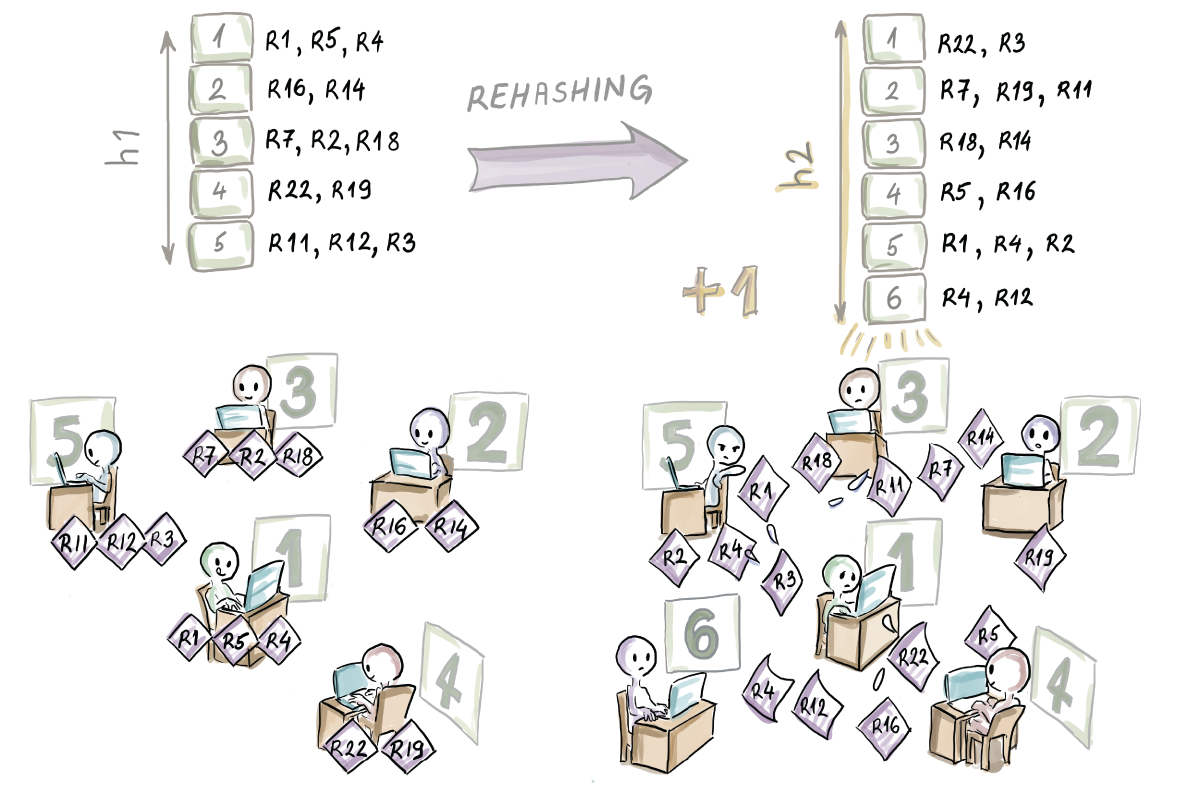 h1
1 R1, R5, R4
2 R16, R14
3 R7, R2, R18
4 R22, R19
5 R11, R12, R3
REHASHING
h2
1 R22, R3
2 R7, R19, R11
3 R18, R14
4 R5, R16
5 R1, R4, R2
6 R4, R12
+1
3
R7 R2 R18
5
R11 R12 R3
2
R16 R14
1
R1 R5 R4
4
R22 R19
3
R18 R11 R7 R14
5
R1
R2 R4 R3
2
R19
1
R22
6
R4 R12 R16
R5
4